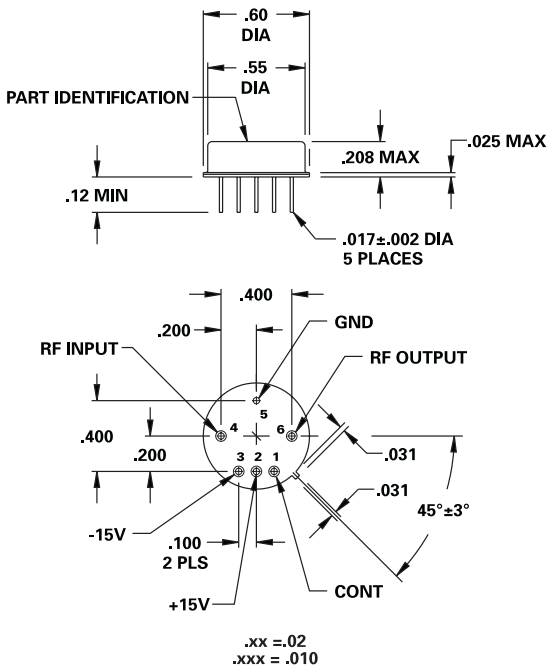 .60
DIA
.55
DIA
PART IDENTIFICATION
.025 MAX
.208 MAX
.12 MIN
.017±.002 DIA
5 PLACES
.400
.200
GND
RF INPUT
RF OUTPUT
5
4
6
.400
.200
3 2 1
.031
.031
45°±3°
-15V
.100
2 PLS
CONT
+15V
.xx =.02
.xxx = .010